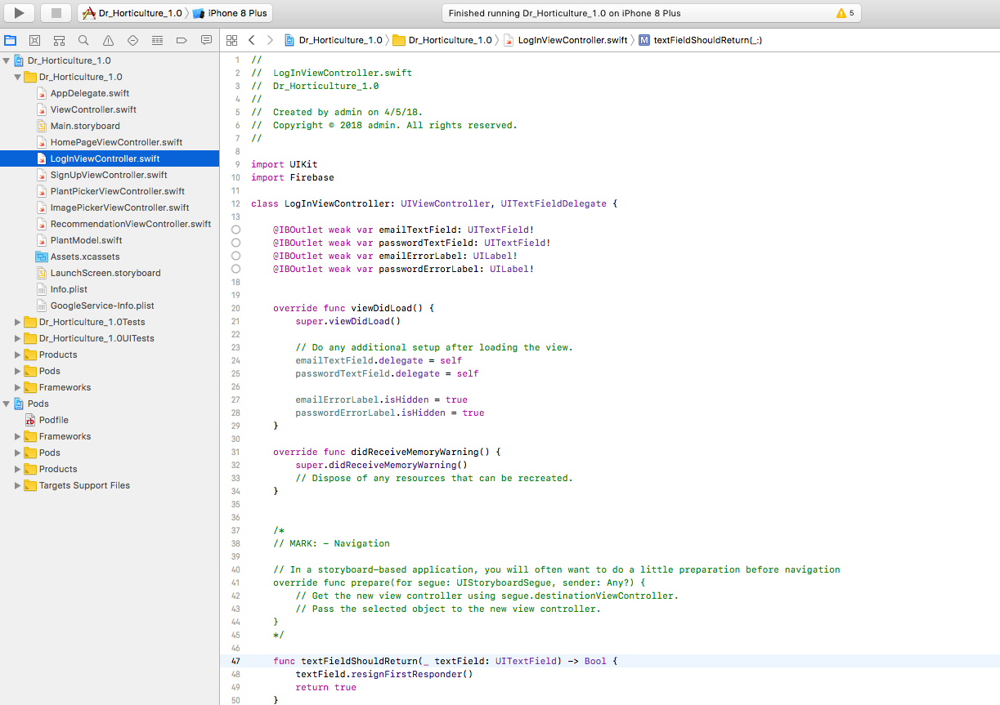 Dr_Horticulture_1.0 iPhone 8 Plus
Finished running Dr_Horticulture_1.0 on iPhone 8 Plus 5
Dr_Horticulture_1.0 Dr_Horticulture_1.0 LogInViewController.swift M textFieldShouldReturn(_:)
Dr_Horticulture_1.0
Dr_Horticulture_1.0
AppDelegate.swift
ViewController.swift
Main.storyboard
HomePageViewController.swift
LogInViewController.swift
SignUpViewController.swift
PlantPickerViewController.swift
ImagePickerViewController.swift
RecommendationViewController.swift
PlantModel.swift
Assets.xcassets
LaunchScreen.storyboard
Info.plist
GoogleService-Info.plist
Dr_Horticulture_1.0Tests
Dr_Horticulture_1.0UITests
Products
Pods
Frameworks
Pods
rb Podfile
Frameworks
Pods
Products
Targets Support Files
1 //
2 //  LogInViewController.swift
3 //  Dr_Horticulture_1.0
4 //
5 //  Created by admin on 4/5/18.
6 //  Copyright © 2018 admin. All rights reserved.
7 //
8
9 import UIKit
10 import Firebase
11
12 class LogInViewController: UIViewController, UITextFieldDelegate {
13
@IBOutlet weak var emailTextField: UITextField!
@IBOutlet weak var passwordTextField: UITextField!
@IBOutlet weak var emailErrorLabel: UILabel!
@IBOutlet weak var passwordErrorLabel: UILabel!
18
19
20 override func viewDidLoad() {
21 super.viewDidLoad()
22
23 // Do any additional setup after loading the view.
24 emailTextField.delegate = self
25 passwordTextField.delegate = self
26
27 emailErrorLabel.isHidden = true
28 passwordErrorLabel.isHidden = true
29 }
30
31 override func didReceiveMemoryWarning() {
32 super.didReceiveMemoryWarning()
33 // Dispose of any resources that can be recreated.
34 }
35
36
37 /*
38 // MARK: - Navigation
39
40 // In a storyboard-based application, you will often want to do a little preparation before navigation
41 override func prepare(for segue: UIStoryboardSegue, sender: Any?) {
42 // Get the new view controller using segue.destinationViewController.
43 // Pass the selected object to the new view controller.
44 }
45 */
46
47 func textFieldShouldReturn(_ textField: UITextField) -> Bool {
48 textField.resignFirstResponder()
49 return true
50 }